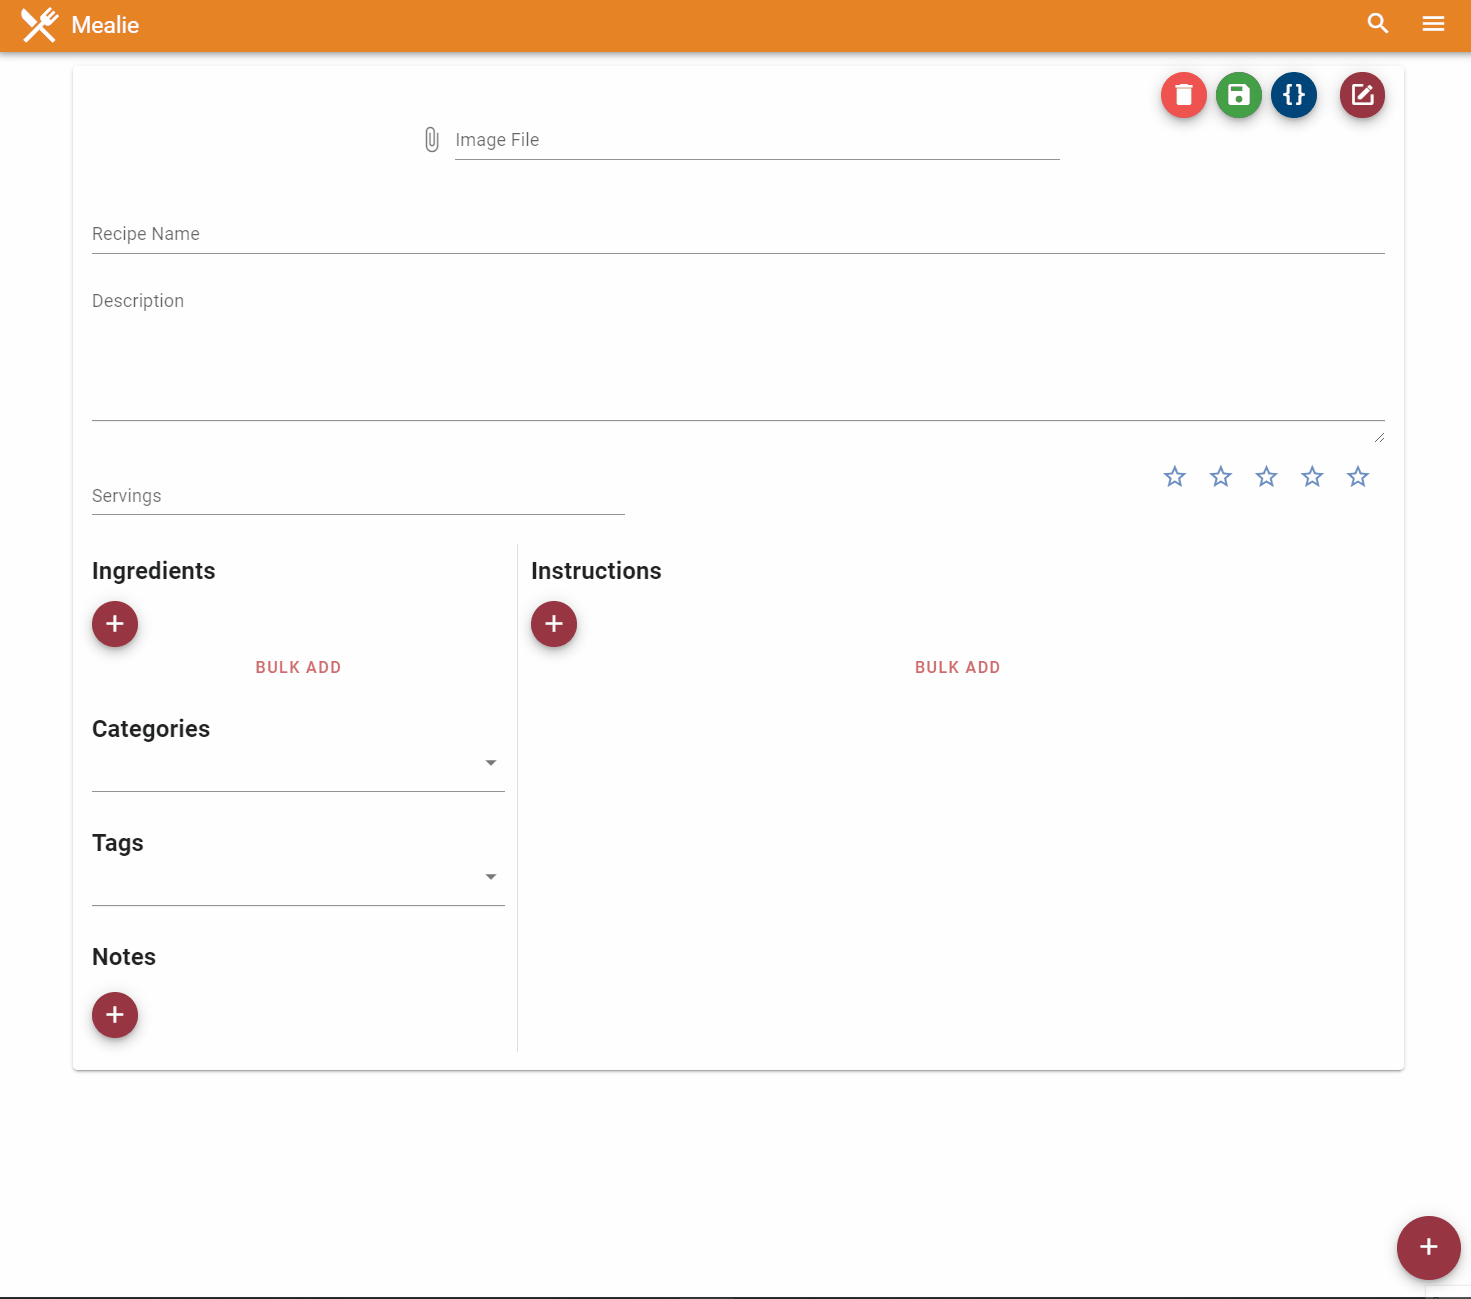 Mealie
{}
Image File
Recipe Name
Description
Servings
Ingredients
Instructions
BULK ADD
BULK ADD
Categories
Tags
Notes